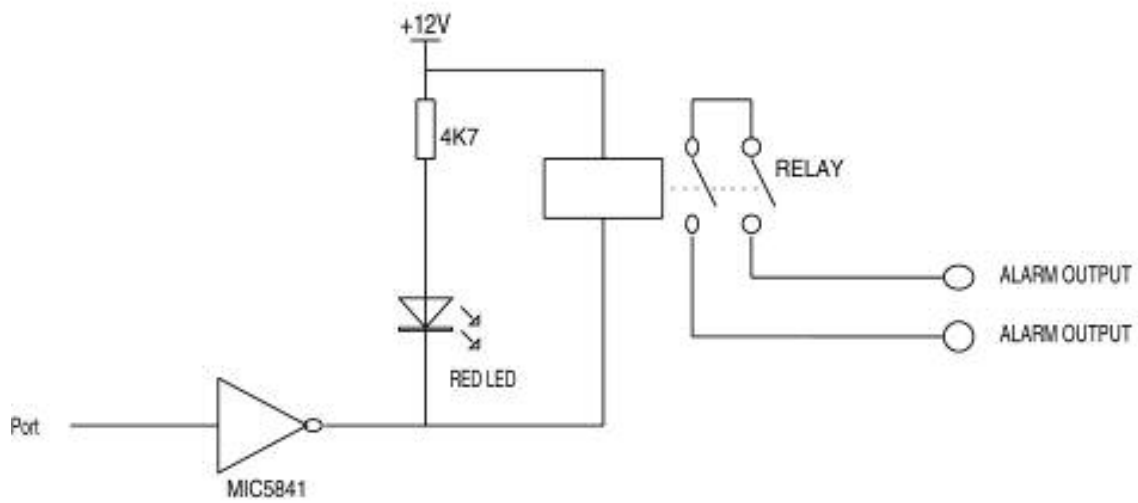 +12V
4K7
RELAY
ALARM OUTPUT
ALARM OUTPUT
RED LED
Port
MIC5841